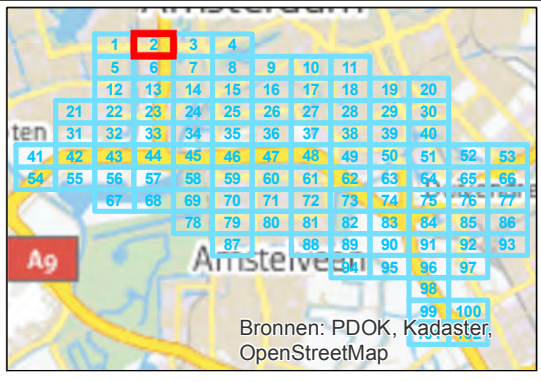 Amsterdam
1 2 3 4
5 6 7 8 9 10 11
12 13 14 15 16 17 18 19 20
21 22 23 24 25 26 27 28 29 30
ten 31 32 33 34 35 36 37 38 39 40
41 42 43 44 45 46 47 48 49 50 51 52 53
54 55 56 57 58 59 60 61 62 63 64 65 66
67 68 69 70 71 72 73 74 75 76 77
78 79 80 81 82 83 84 85 86
A9 Amstelveen 87 88 89 90 91 92 93
94 95 96 97
98
99 100
Bronnen: PDOK, Kadaster,
OpenStreetMap